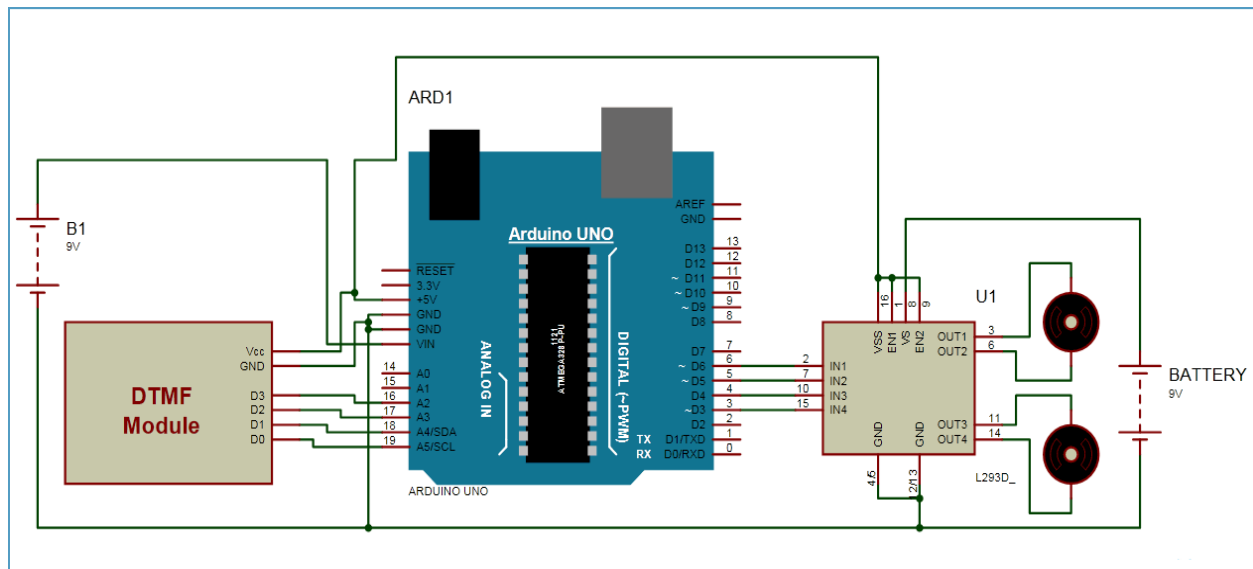 ARD1
B1
9V
Arduino UNO
RESET
3.3V
+5V
GND
GND
VIN
14 A0
15 A1
16 A2
17 A3
18 A4/SDA
19 A5/SCL
ANALOG IN
ATMEGA328P-PU
1121
DIGITAL (~PWM)
AREF
GND
D13 13
D12 12
~ D11 11
~ D10 10
~ D9 9
D8 8
D7 7
~ D6 6
~ D5 5
D4 4
~ D3 3
D2 2
TX D1/TXD 1
RX D0/RXD 0
ARDUINO UNO
DTMF
Module
Vcc
GND
D3
D2
D1
D0
U1
16
1
8
9
VSS
EN1
VS
EN2
2 IN1
7 IN2
10 IN3
15 IN4
OUT1 3
OUT2 6
OUT3 11
OUT4 14
GND
GND
4/5
12/13
L293D_
BATTERY
9V